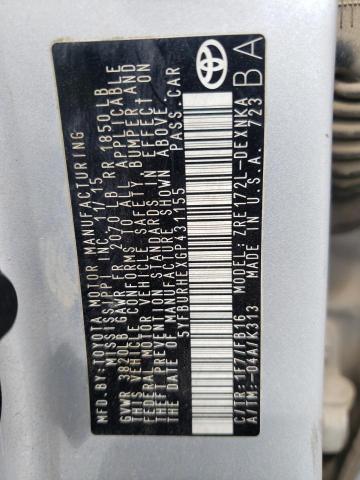 MFD. BY: TOYOTA MOTOR MANUFACTURING
MISSISSIPPI INC. 11/15
GVWR 3820LB GAWR FR 2070LB RR 1850LB
THIS VEHICLE CONFORMS TO ALL APPLICABLE
FEDERAL MOTOR VEHICLE SAFETY BUMPER AND
THEFT PREVENTION STANDARDS IN EFFECT ON
THE DATE OF MANUFACTURE SHOWN ABOVE.
5YFBURHEXGP431155 PASS.CAR
C/TR: 1F7/FB16 MODEL: ZRE172L-DEXNKA
A/TM: -04A/K313 U.S.A. 723
BA